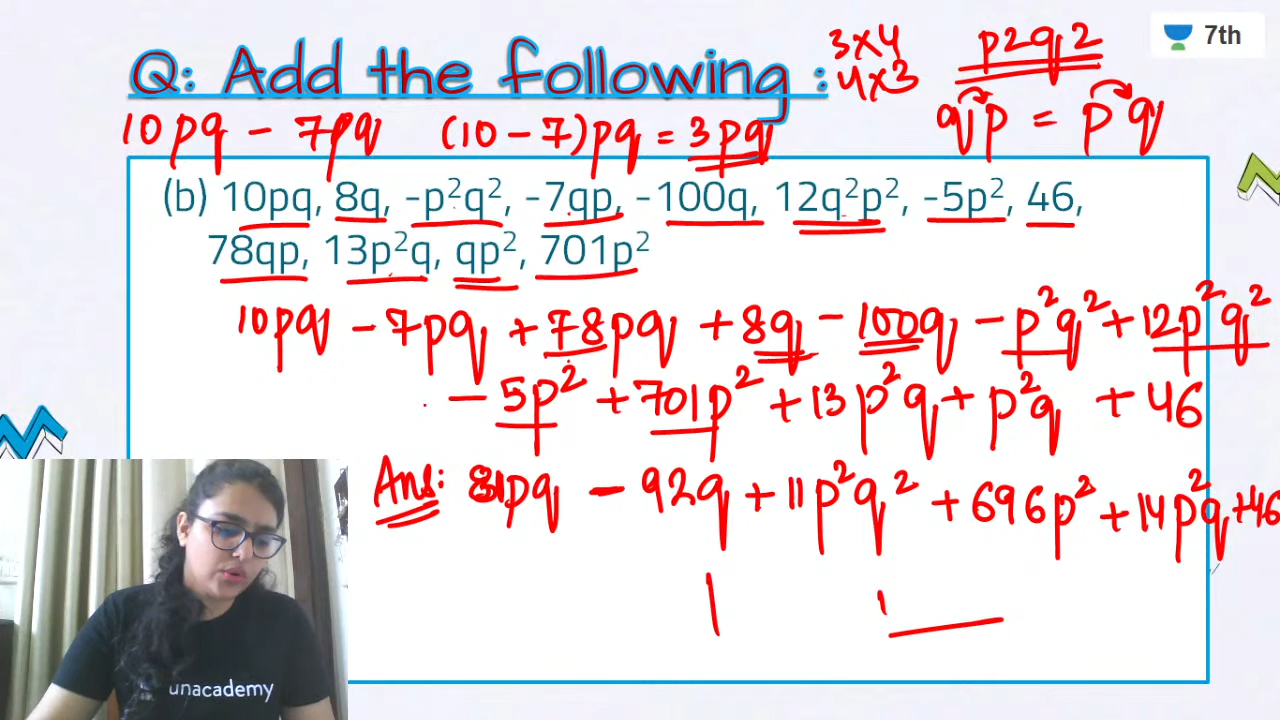 7th
Q: Add the following :
3×4
4×3
p2q2
qp = pq
10pq − 7pq (10−7)pq = 3pq
(b) 10pq, 8q, -p²q², -7qp, -100q, 12q²p², -5p², 46,
78qp, 13p²q, qp², 701p²
10pq − 7pq + 78pq + 8q − 100q − p²q² + 12p²q²
− 5p² + 701p² + 13p²q + p²q + 46
Ans: 81pq − 92q + 11p²q² + 696p² + 14p²q + 46
unacademy